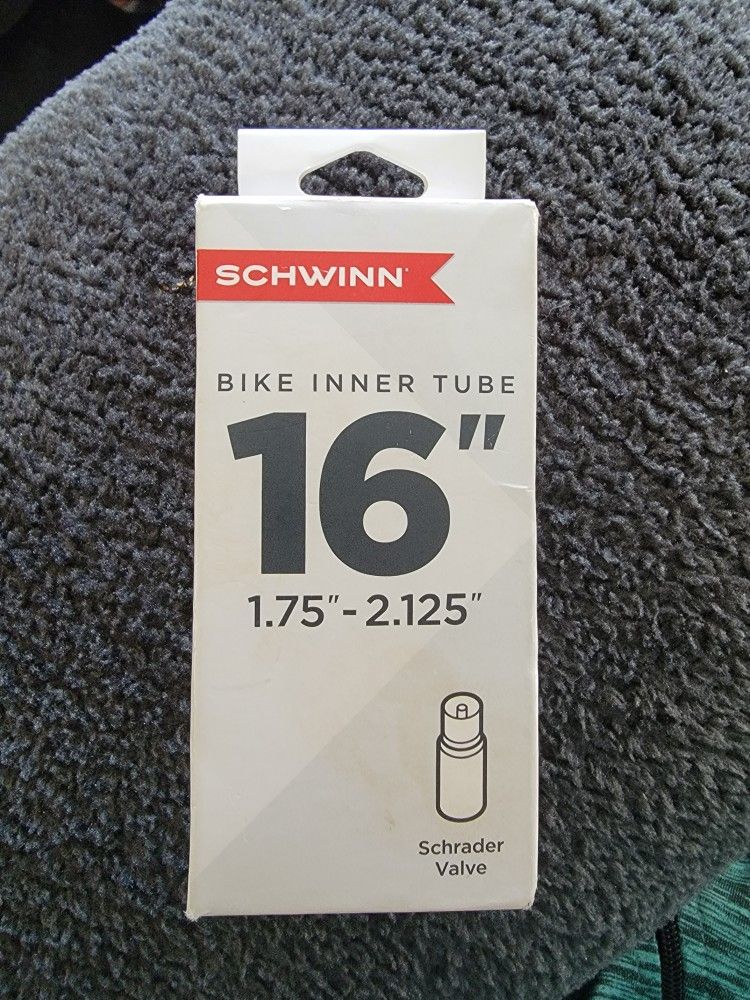 SCHWINN
BIKE INNER TUBE
16"
1.75"-2.125"
Schrader
Valve